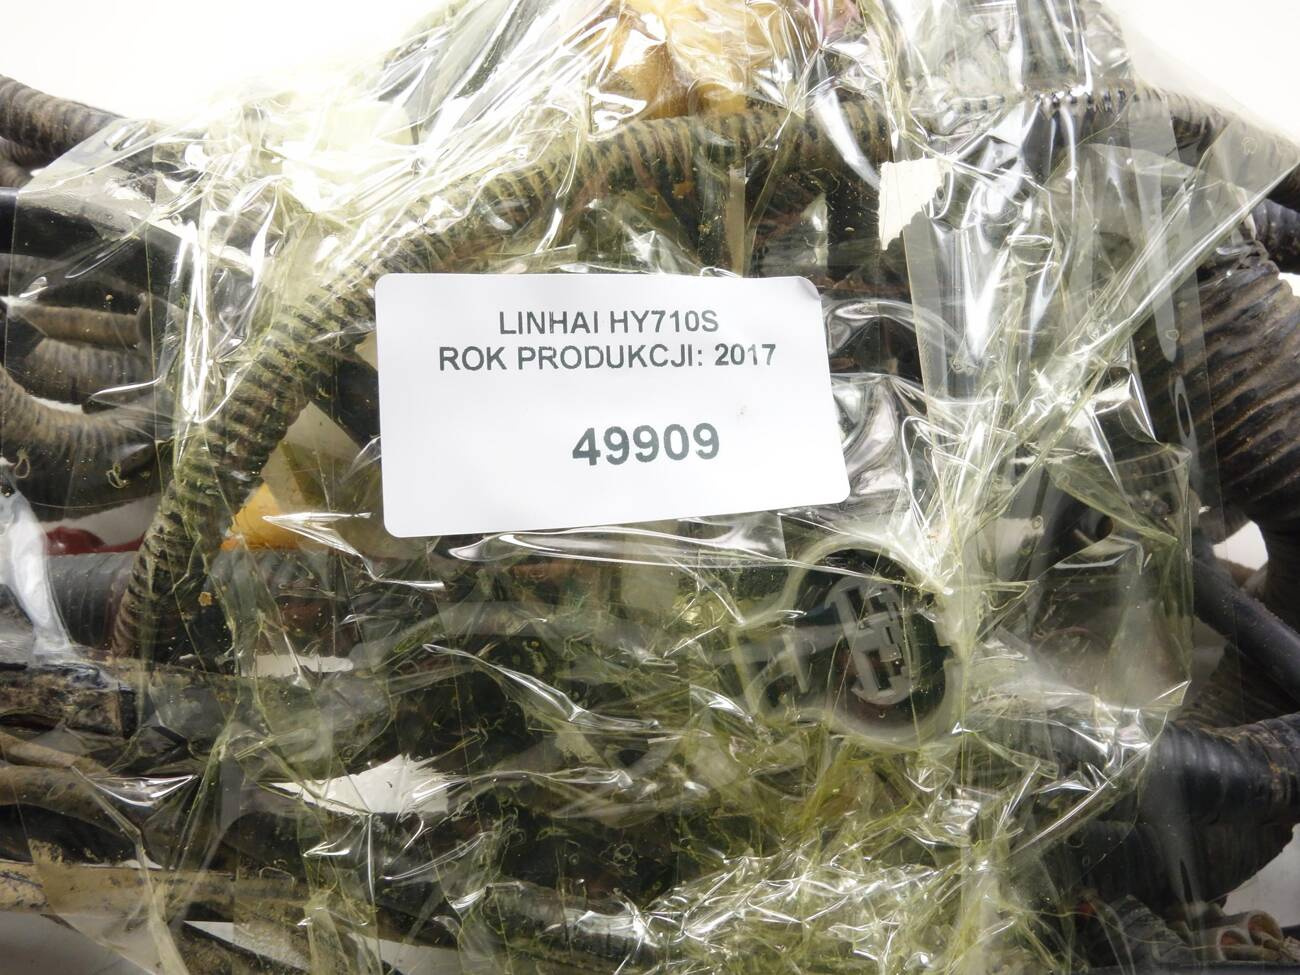 LINHAI HY710S
ROK PRODUKCJI: 2017
49909